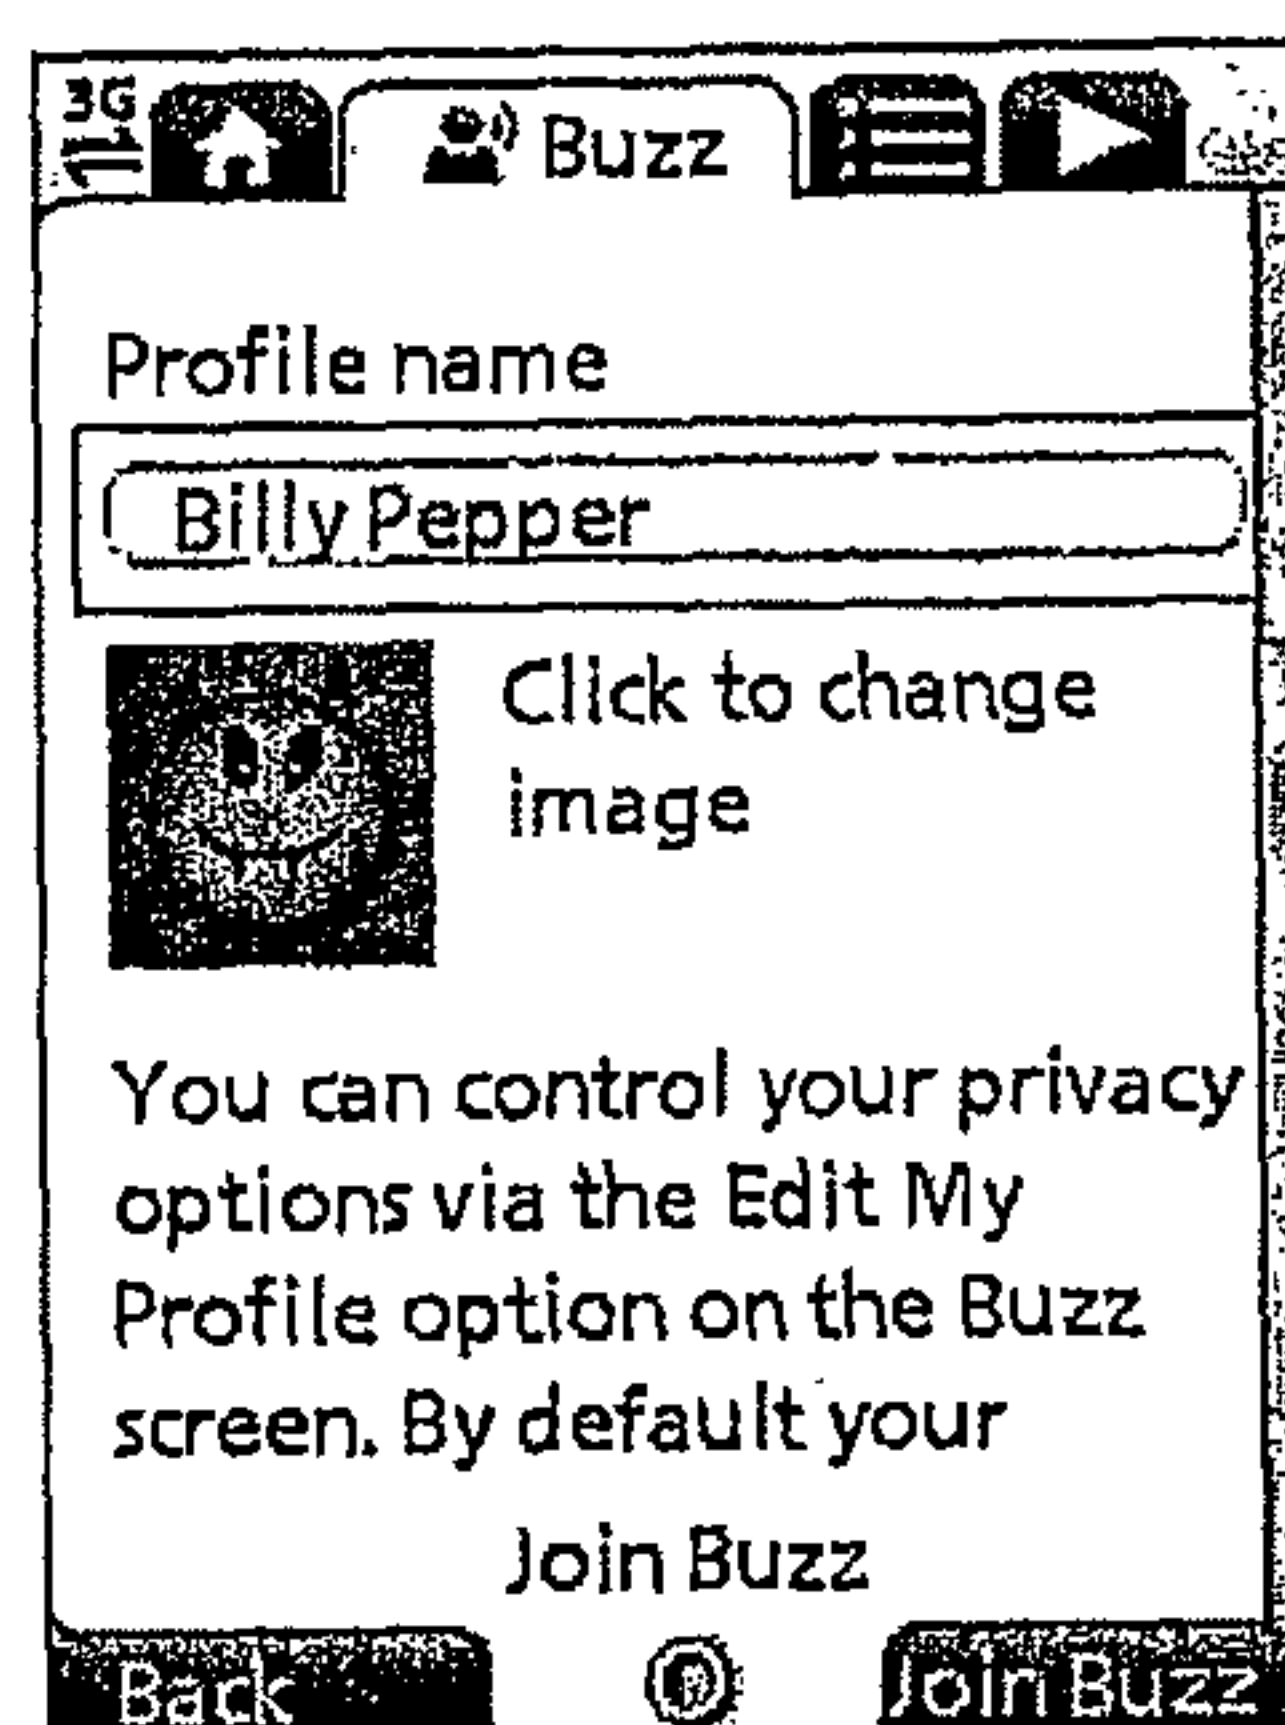 3G
Buzz
Profile name
Billy Pepper
Click to change
image
You can control your privacy
options via the Edit My
Profile option on the Buzz
screen. By default your
Join Buzz
Back
Join Buzz